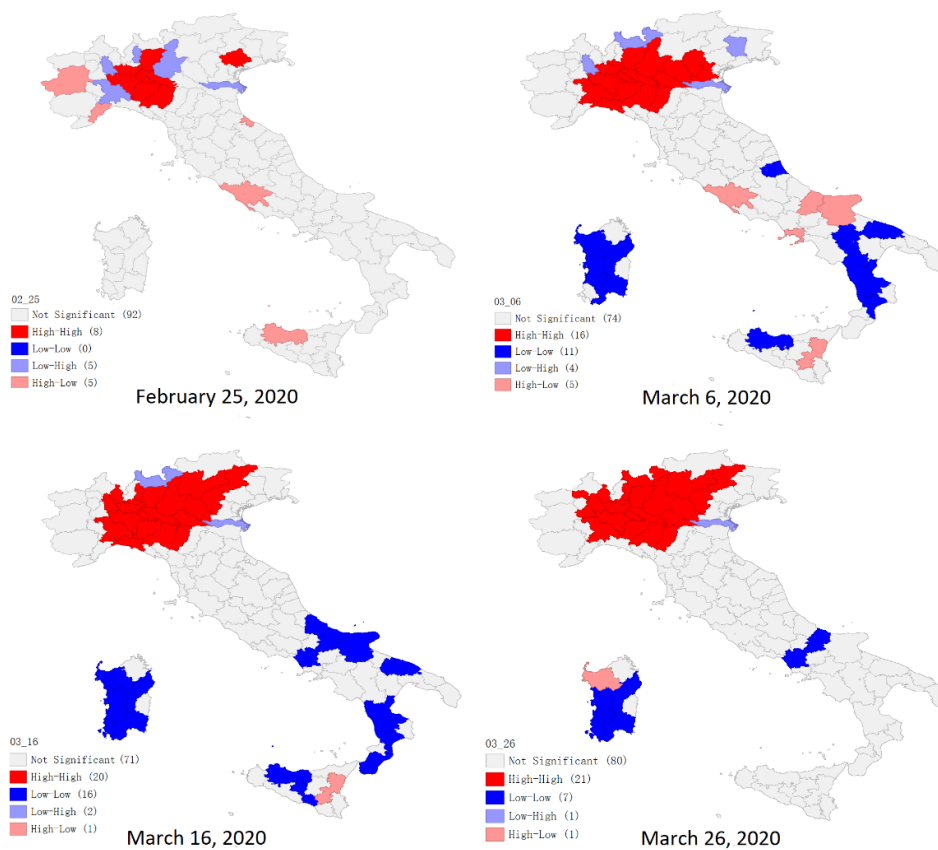 02_25
Not Significant (92)
High-High (8)
Low-Low (0)
Low-High (5)
High-Low (5)
February 25, 2020
03_06
Not Significant (74)
High-High (16)
Low-Low (11)
Low-High (4)
High-Low (5)
March 6, 2020
03_16
Not Significant (71)
High-High (20)
Low-Low (16)
Low-High (2)
High-Low (1)
March 16, 2020
03_26
Not Significant (80)
High-High (21)
Low-Low (7)
Low-High (1)
High-Low (1)
March 26, 2020